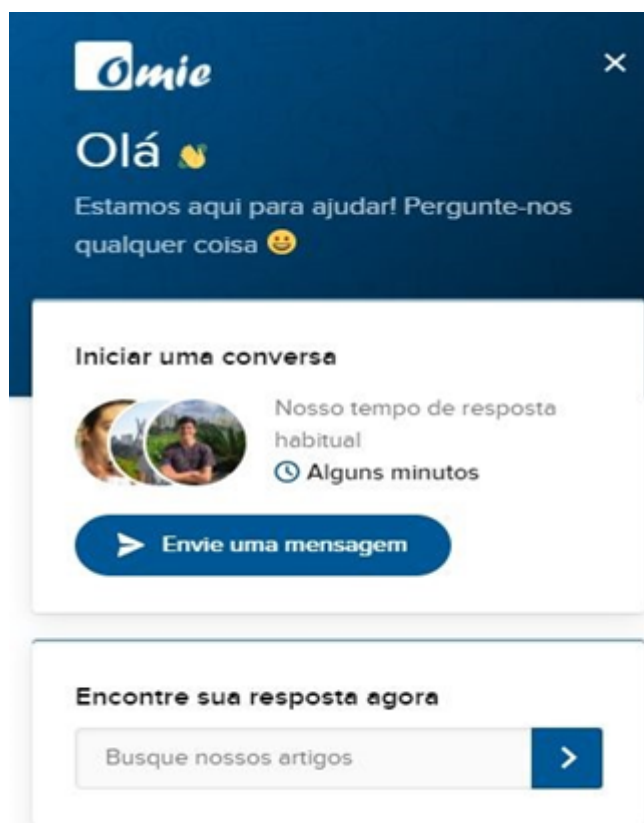 Omie
Olá 👋
Estamos aqui para ajudar! Pergunte-nos
qualquer coisa 😀
Iniciar uma conversa
Nosso tempo de resposta
habitual
Alguns minutos
Envie uma mensagem
Encontre sua resposta agora
Busque nossos artigos